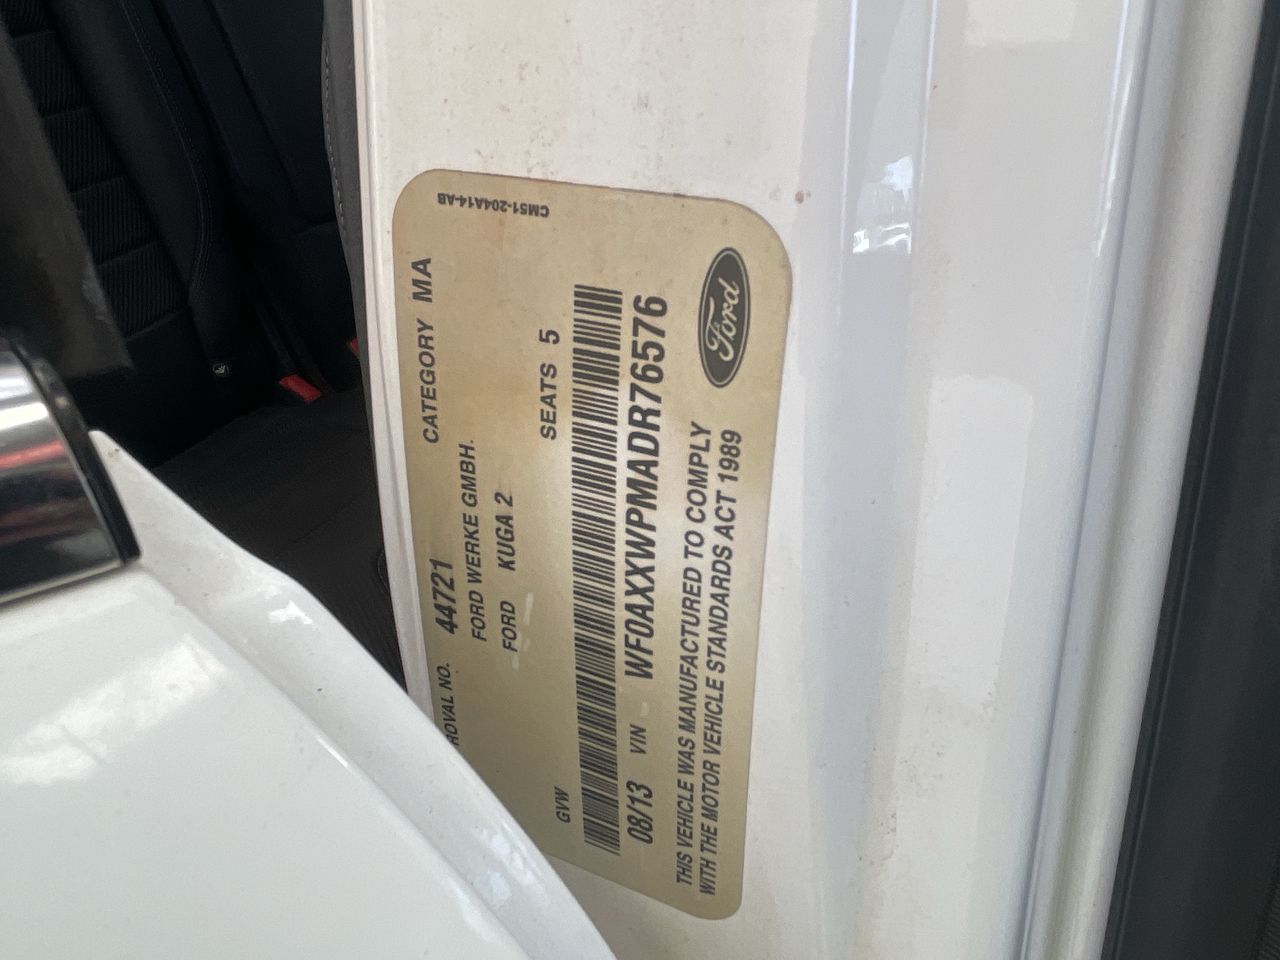 CM51-204A14-AB
ROVAL NO. 44721 CATEGORY MA
FORD WERKE GMBH.
FORD KUGA 2
GVW SEATS 5
08/13 VIN WF0AXXWPMADR76576
THIS VEHICLE WAS MANUFACTURED TO COMPLY
WITH THE MOTOR VEHICLE STANDARDS ACT 1989
Ford